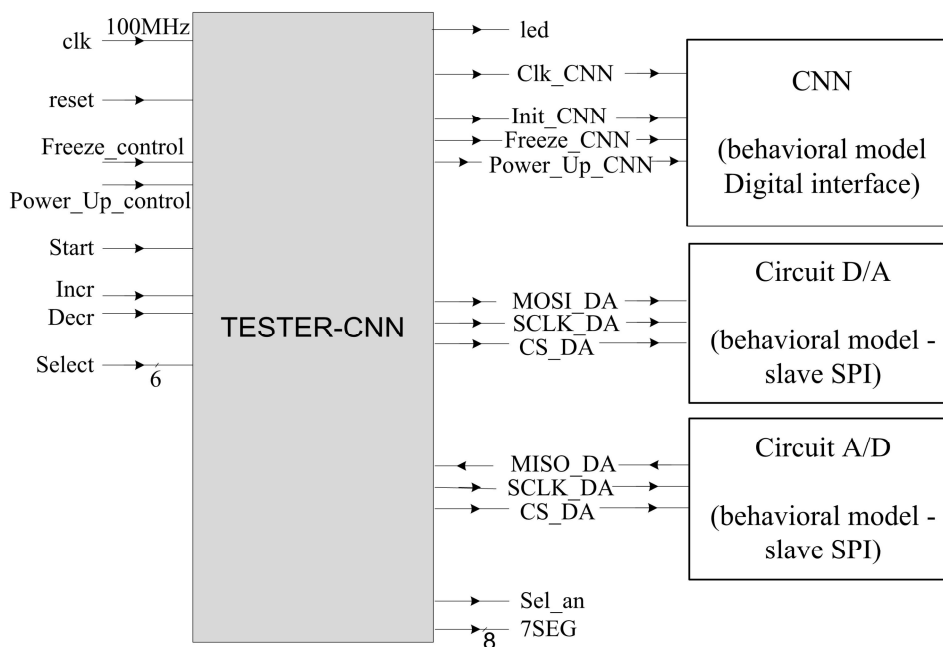 100MHz
clk
reset
Freeze_control
Power_Up_control
Start
Incr
Decr
Select
6
TESTER-CNN
led
Clk_CNN
Init_CNN
Freeze_CNN
Power_Up_CNN
CNN
(behavioral model
Digital interface)
MOSI_DA
SCLK_DA
CS_DA
Circuit D/A
(behavioral model -
slave SPI)
MISO_DA
SCLK_DA
CS_DA
Circuit A/D
(behavioral model -
slave SPI)
Sel_an
7SEG
8